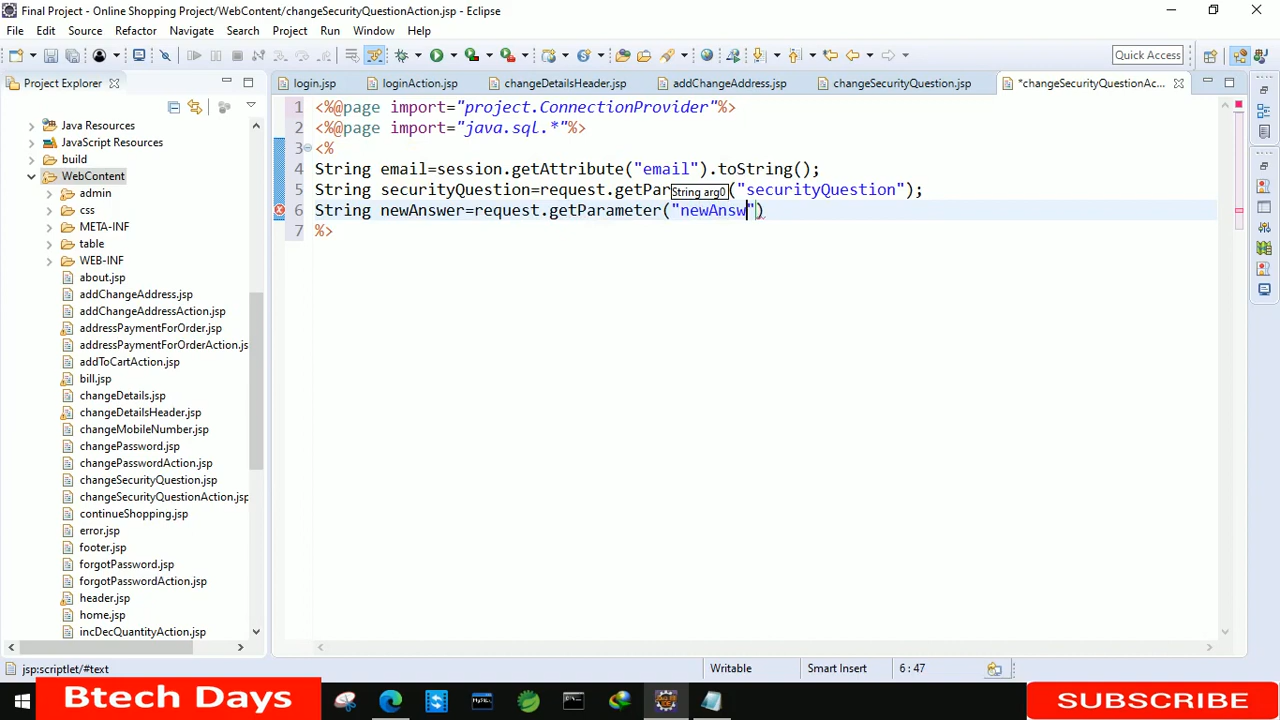 Final Project - Online Shopping Project/WebContent/changeSecurityQuestionAction.jsp - Eclipse
File Edit Source Refactor Navigate Search Project Run Window Help
Quick Access
Project Explorer
login.jsp
loginAction.jsp
changeDetailsHeader.jsp
addChangeAddress.jsp
changeSecurityQuestion.jsp
*changeSecurityQuestionAc...
Java Resources
JavaScript Resources
build
WebContent
admin
css
META-INF
table
WEB-INF
about.jsp
addChangeAddress.jsp
addChangeAddressAction.jsp
addressPaymentForOrder.jsp
addressPaymentForOrderAction.js
addToCartAction.jsp
bill.jsp
changeDetails.jsp
changeDetailsHeader.jsp
changeMobileNumber.jsp
changePassword.jsp
changePasswordAction.jsp
changeSecurityQuestion.jsp
changeSecurityQuestionAction.jsp
continueShopping.jsp
error.jsp
footer.jsp
forgotPassword.jsp
forgotPasswordAction.jsp
header.jsp
home.jsp
incDecQuantityAction.jsp
1 <%@page import="project.ConnectionProvider"%>
2 <%@page import="java.sql.*"%>
3 <%
4 String email=session.getAttribute("email").toString();
5 String securityQuestion=request.getPar String arg0 ("securityQuestion");
6 String newAnswer=request.getParameter("newAnsw")
7 %>
jsp:scriptlet/#text
Writable
Smart Insert
6 : 47
Btech Days
SUBSCRIBE